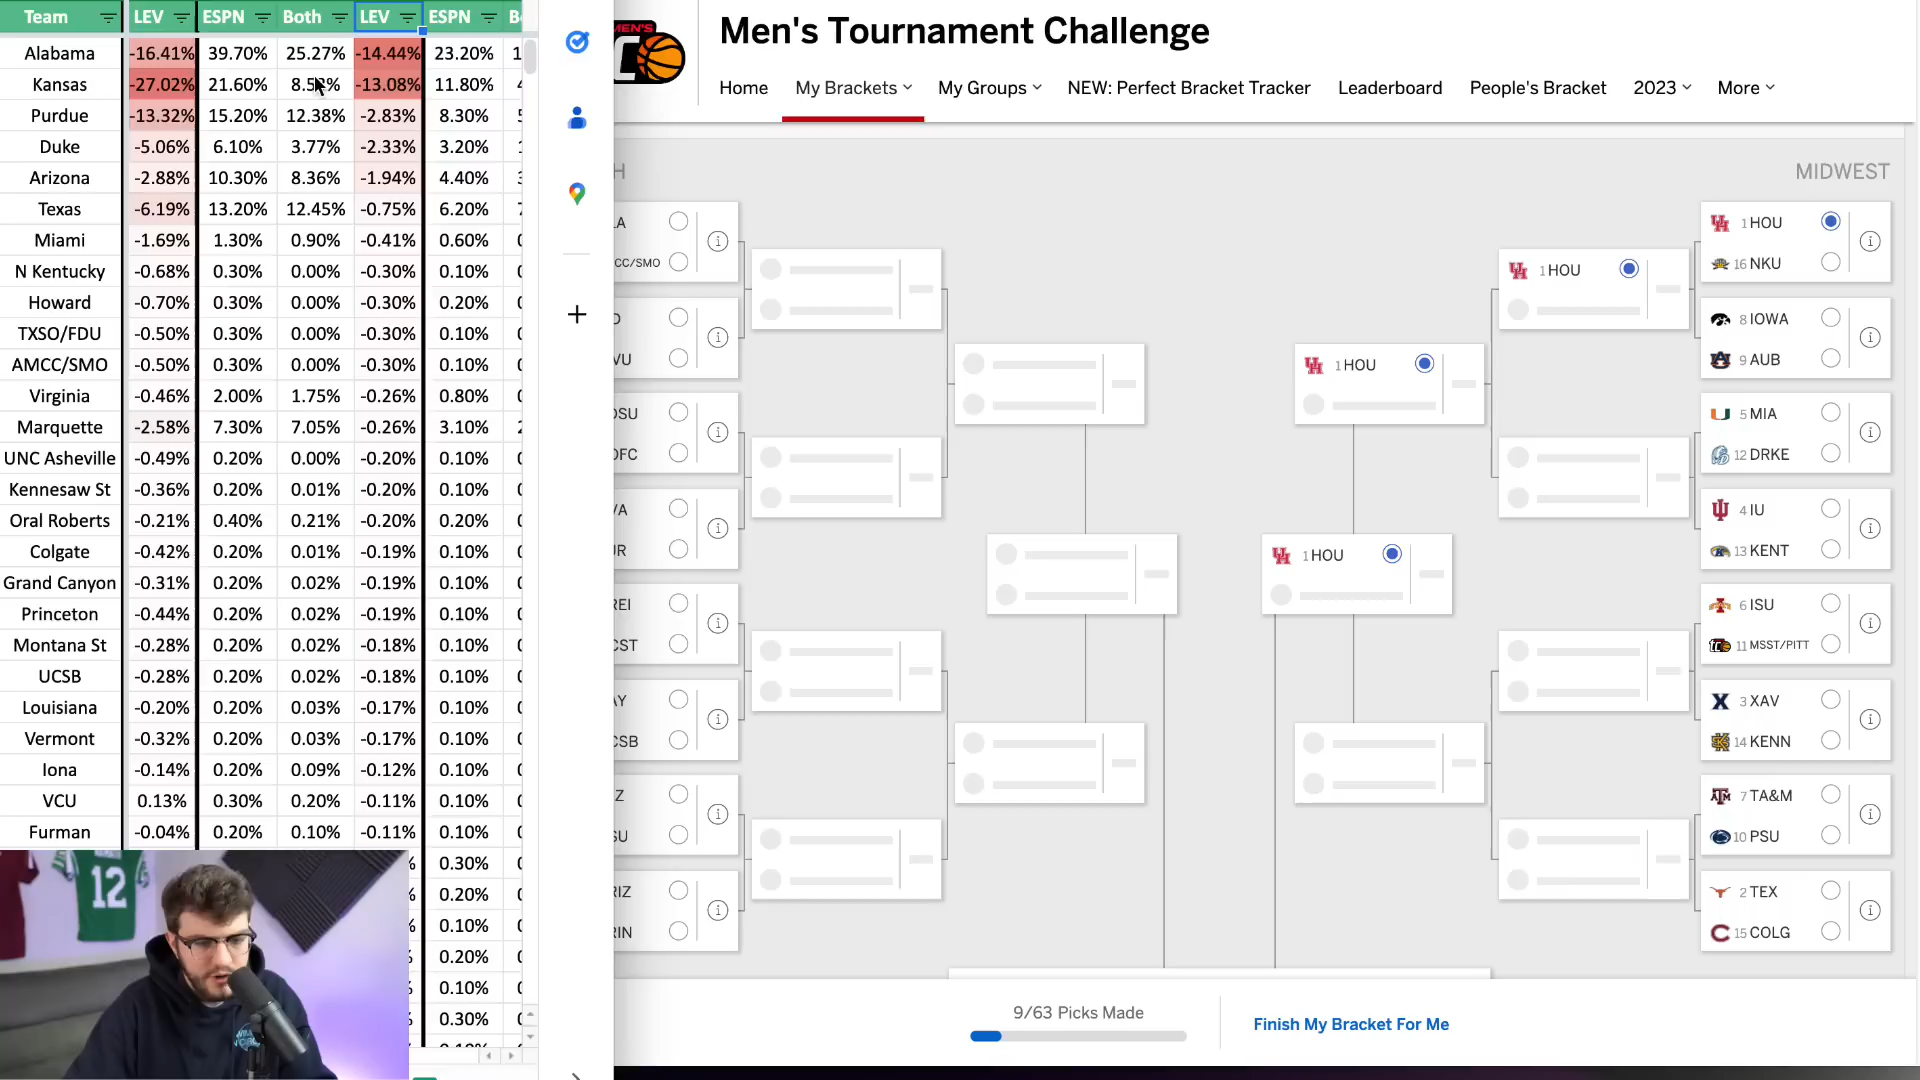 Team LEV ESPN Both LEV ESPN
Alabama -16.41% 39.70% 25.27% -14.44% 23.20%
Kansas -27.02% 21.60% -13.08% 11.80%
Purdue -13.32% 15.20% 12.38% -2.83% 8.30%
Duke -5.06% 6.10% 3.77% -2.33% 3.20%
Arizona -2.88% 10.30% 8.36% -1.94% 4.40%
Texas -6.19% 13.20% 12.45% -0.75% 6.20%
Miami -1.69% 1.30% 0.90% -0.41% 0.60%
N Kentucky -0.68% 0.30% 0.00% -0.30% 0.10%
Howard -0.70% 0.30% 0.00% -0.30% 0.20%
TXSO/FDU -0.50% 0.30% 0.00% -0.30% 0.10%
AMCC/SMO -0.50% 0.30% 0.00% -0.30% 0.10%
Virginia -0.46% 2.00% 1.75% -0.26% 0.80%
Marquette -2.58% 7.30% 7.05% -0.26% 3.10%
UNC Asheville -0.49% 0.20% 0.00% -0.20% 0.10%
Kennesaw St -0.36% 0.20% 0.01% -0.20% 0.10%
Oral Roberts -0.21% 0.40% 0.21% -0.20% 0.20%
Colgate -0.42% 0.20% 0.01% -0.19% 0.10%
Grand Canyon -0.31% 0.20% 0.02% -0.19% 0.10%
Princeton -0.44% 0.20% 0.02% -0.19% 0.10%
Montana St -0.28% 0.20% 0.02% -0.18% 0.10%
UCSB -0.28% 0.20% 0.02% -0.18% 0.10%
Louisiana -0.20% 0.20% 0.03% -0.17% 0.10%
Vermont -0.32% 0.20% 0.03% -0.17% 0.10%
Iona -0.14% 0.20% 0.09% -0.12% 0.10%
VCU 0.13% 0.30% 0.20% -0.11% 0.10%
Furman -0.04% 0.20% 0.10% -0.11% 0.10%
0.30%
0.20%
0.10%
0.20%
0.10%
0.30%
12
MEN'S
Men's Tournament Challenge
Home My Brackets My Groups NEW: Perfect Bracket Tracker Leaderboard People's Bracket 2023 More
H
A
CC/SMO
VU
OSU
OFC
VA
UR
REI
CST
AY
CSB
Z
SU
RIZ
RIN
1 HOU
1 HOU
1 HOU
MIDWEST
1 HOU
16 NKU
8 IOWA
9 AUB
5 MIA
12 DRKE
4 IU
13 KENT
6 ISU
11 MSST/PITT
3 XAV
14 KENN
7 TA&M
10 PSU
2 TEX
15 COLG
9/63 Picks Made
Finish My Bracket For Me